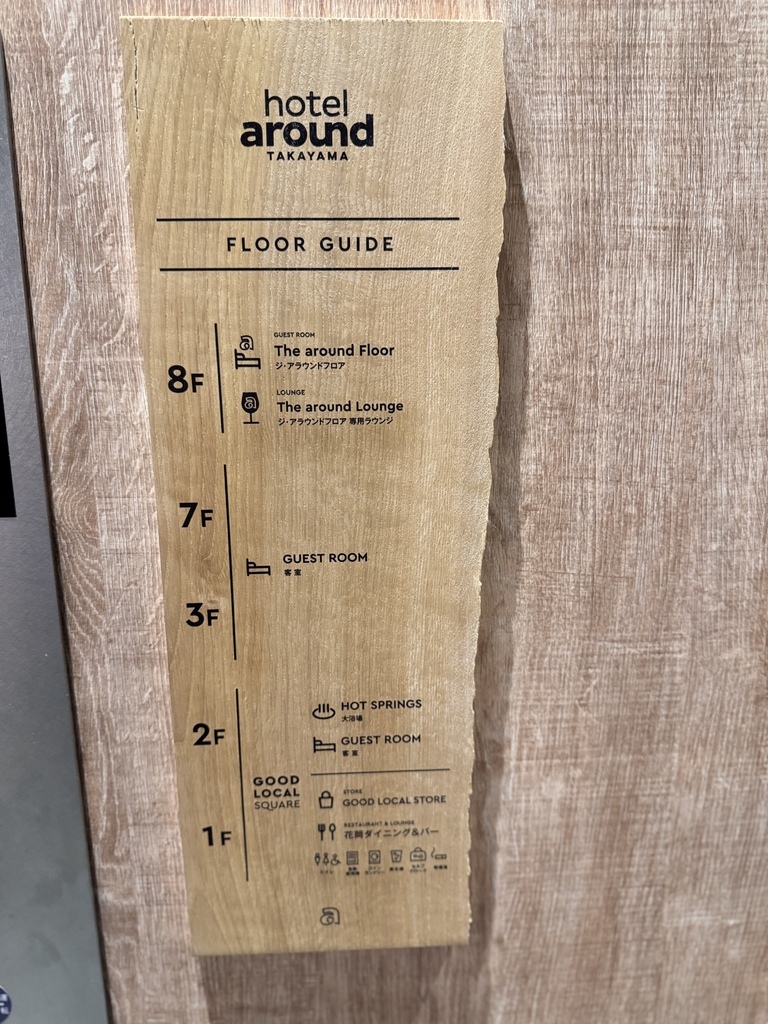 hotel
around
TAKAYAMA
FLOOR GUIDE
8F
GUEST ROOM
The around Floor
ジ・アラウンドフロア
LOUNGE
The around Lounge
ジ・アラウンドフロア 専用ラウンジ
7F
3F
GUEST ROOM
客室
2F
HOT SPRINGS
大浴場
GUEST ROOM
客室
GOOD
LOCAL
SQUARE
1F
STORE
GOOD LOCAL STORE
RESTAURANT & LOUNGE
花岡ダイニング&バー
トイレ